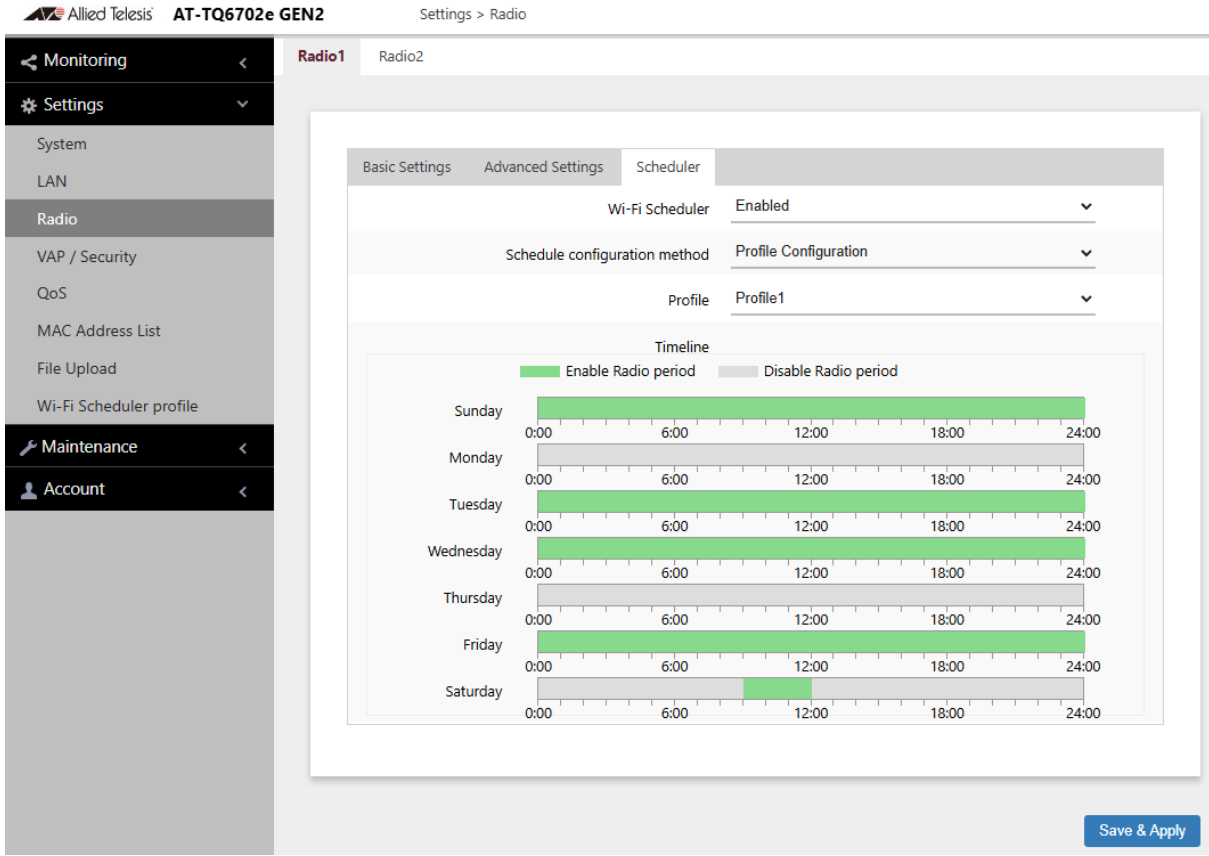 Allied Telesis AT-TQ6702e GEN2 Settings > Radio
Monitoring
Settings
System
LAN
Radio
VAP / Security
QoS
MAC Address List
File Upload
Wi-Fi Scheduler profile
Maintenance
Account
Radio1 Radio2
Basic Settings Advanced Settings Scheduler
Wi-Fi Scheduler Enabled
Schedule configuration method Profile Configuration
Profile Profile1
Timeline
Enable Radio period Disable Radio period
Sunday
0:00 6:00 12:00 18:00 24:00
Monday
0:00 6:00 12:00 18:00 24:00
Tuesday
0:00 6:00 12:00 18:00 24:00
Wednesday
0:00 6:00 12:00 18:00 24:00
Thursday
0:00 6:00 12:00 18:00 24:00
Friday
0:00 6:00 12:00 18:00 24:00
Saturday
0:00 6:00 12:00 18:00 24:00
Save & Apply